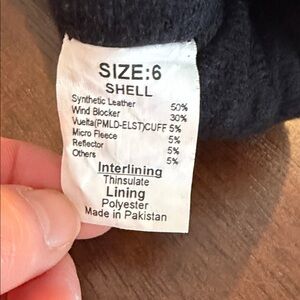 SIZE:6
SHELL
Synthetic Leather 50%
Wind Blocker 30%
Vuelta(PMLD-ELST)CUFF 5%
Micro Fleece 5%
Reflector 5%
Others 5%
Interlining
Thinsulate
Lining
Polyester
Made in Pakistan